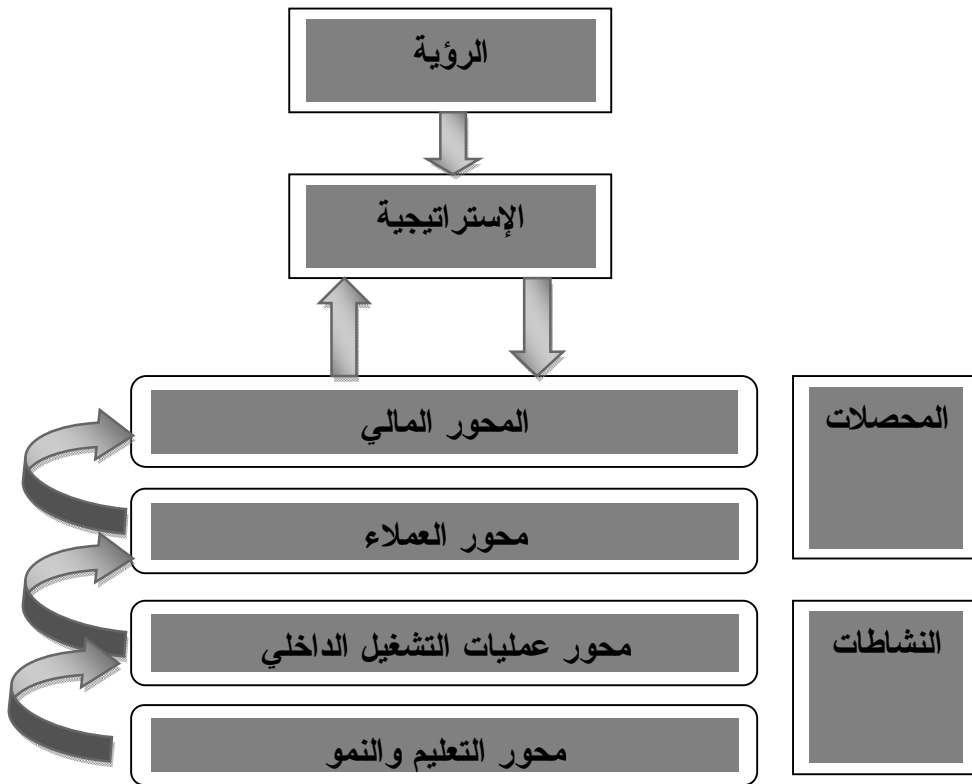 الرؤية
الإستراتيجية
المحور المالي
المحصلات
محور العملاء
محور عمليات التشغيل الداخلي
النشاطات
محور التعليم والنمو